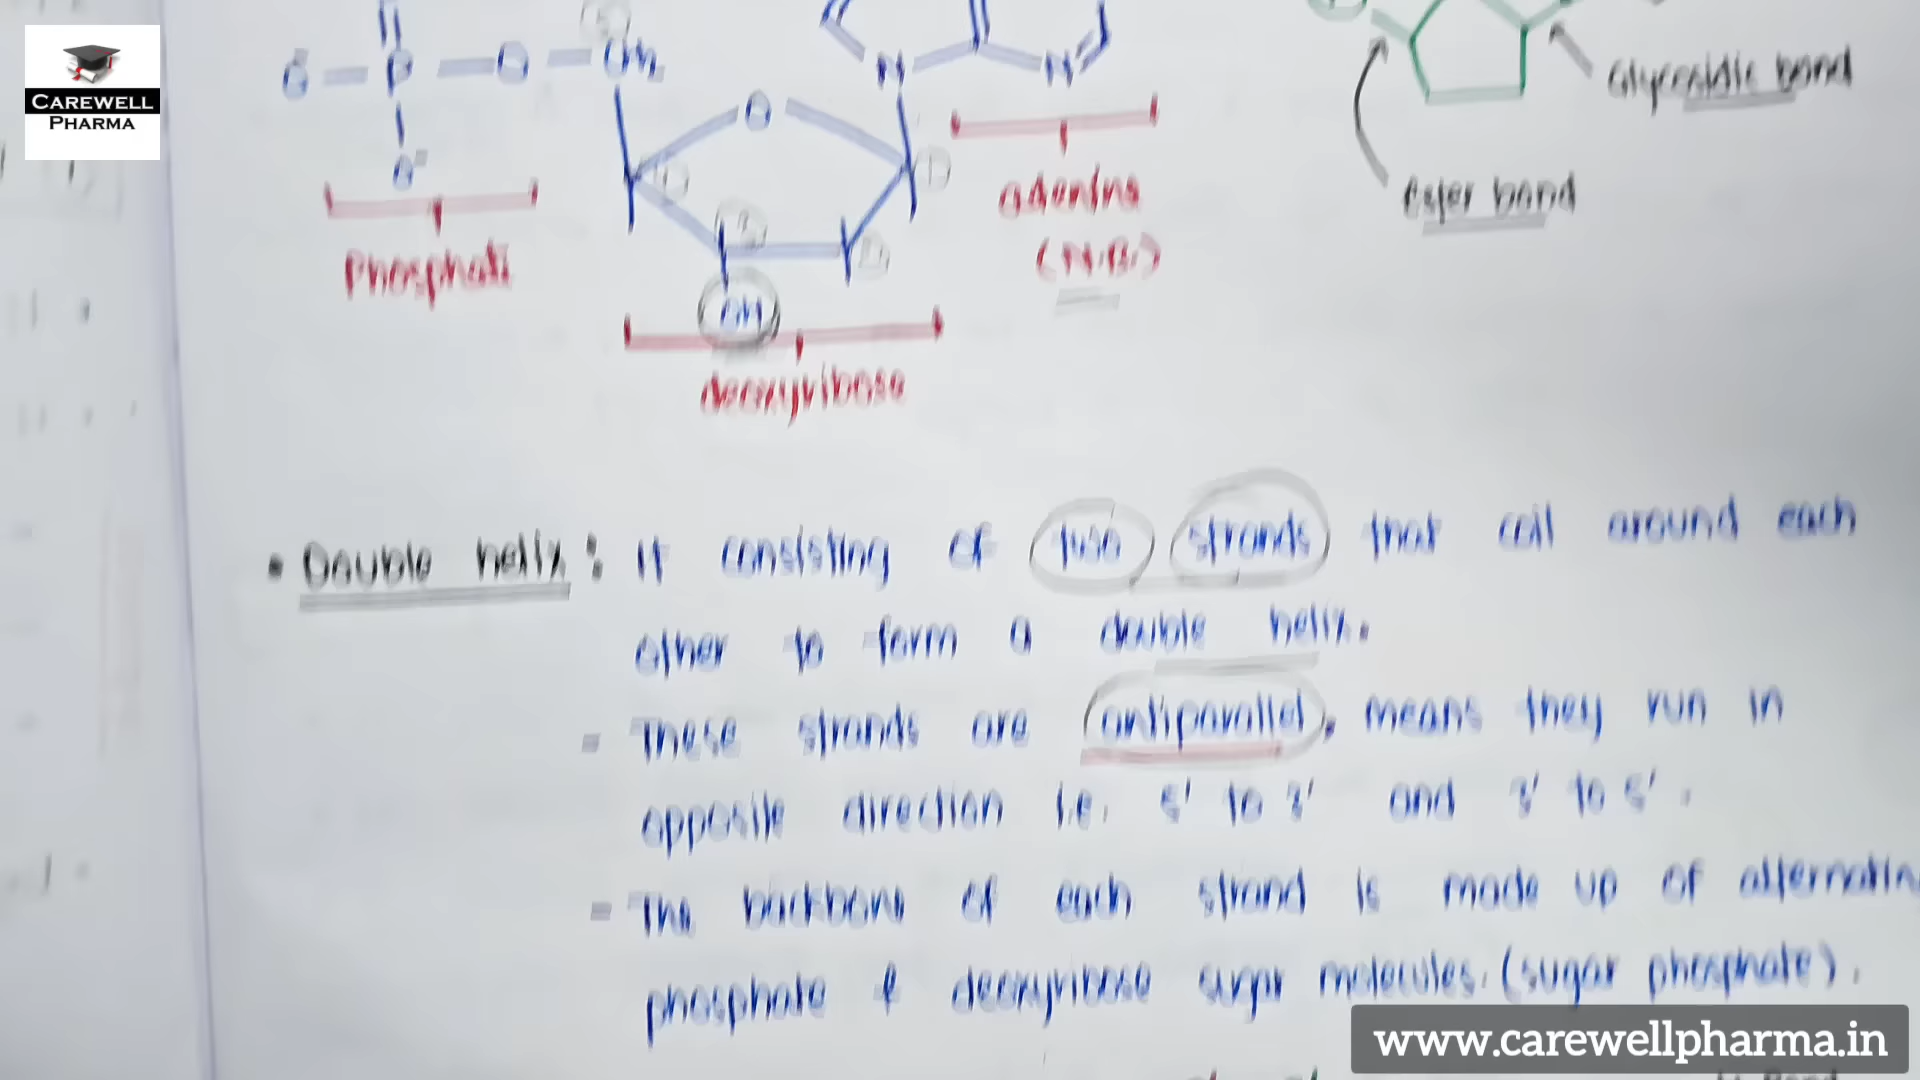 CAREWELL
PHARMA
O – P – O – CH₂
O
N N
O⁻
OH
Phosphate
deoxyribose
adenine
(N.B.)
Glycosidic bond
Ester bond
• Double helix : It consisting of two strands that coil around each
other to form a double helix.
- These strands are antiparallel, means they run in
opposite direction i.e. 5' to 3' and 3' to 5'.
- The backbone of each strand is made up of alternatin
phosphate & deoxyribose sugar molecules. (sugar phosphate).
www.carewellpharma.in